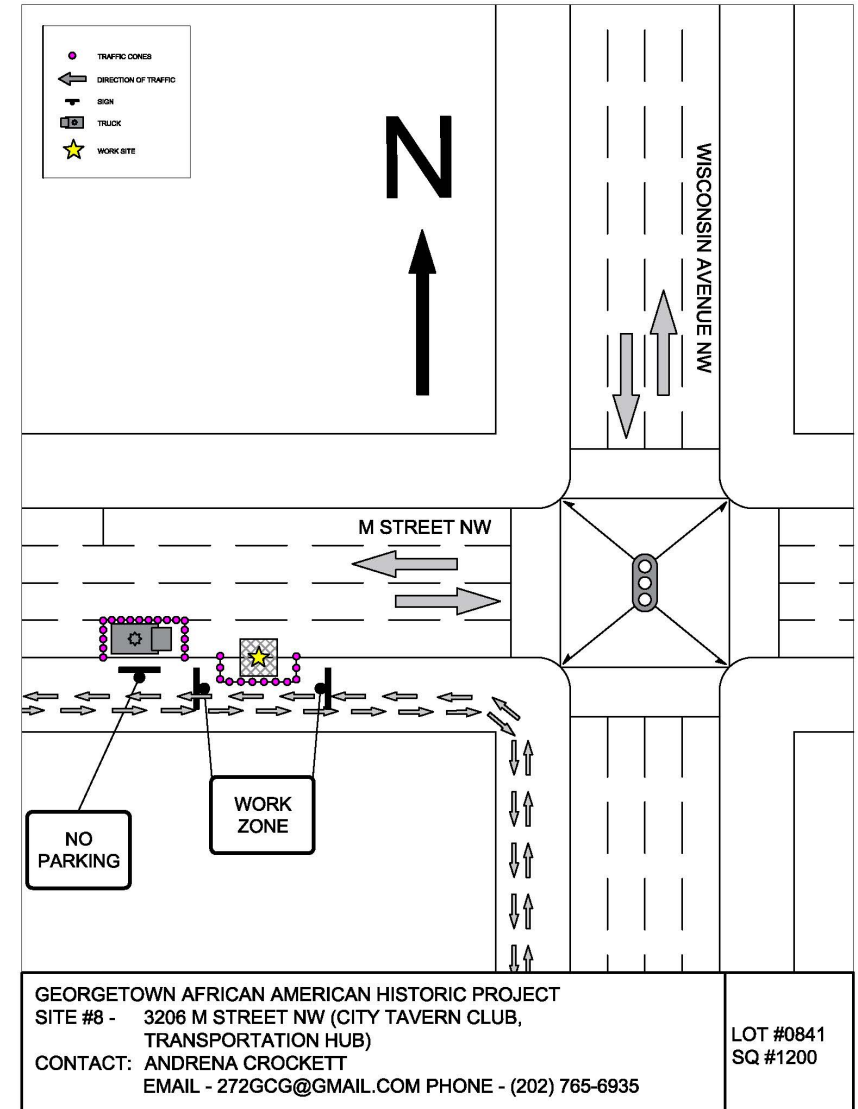 TRAFFIC CONES
DIRECTION OF TRAFFIC
SIGN
TRUCK
WORK SITE
N
WISCONSIN AVENUE NW
M STREET NW
NO
PARKING
WORK
ZONE
GEORGETOWN AFRICAN AMERICAN HISTORIC PROJECT
SITE #8 - 3206 M STREET NW (CITY TAVERN CLUB,
TRANSPORTATION HUB)
CONTACT: ANDRENA CROCKETT
EMAIL - 272GCG@GMAIL.COM PHONE - (202) 765-6935
LOT #0841
SQ #1200